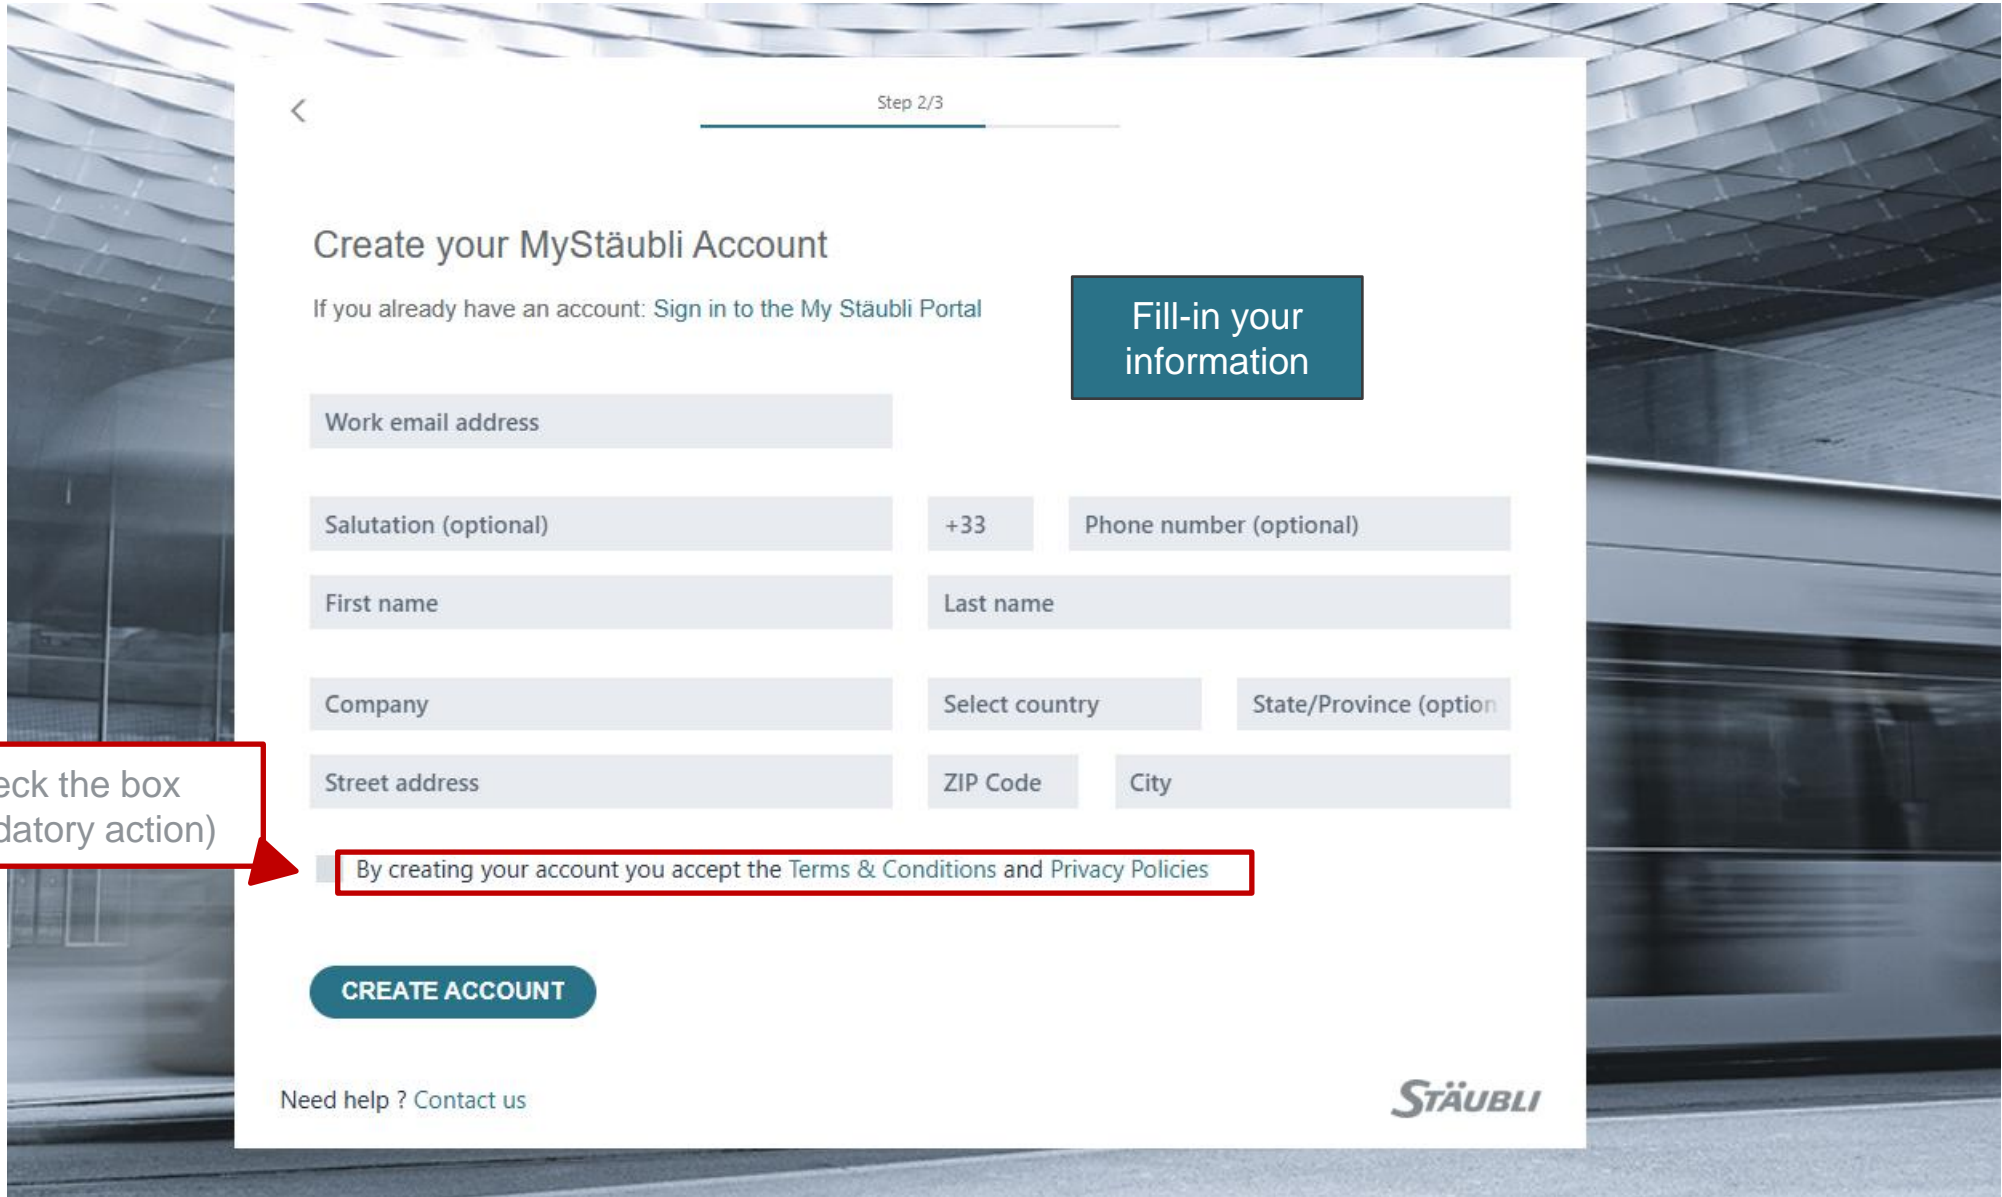 Step 2/3
Create your MyStäubli Account
If you already have an account: Sign in to the My Stäubli Portal
Fill-in your
information
Work email address
Salutation (optional)
+33
Phone number (optional)
First name
Last name
Company
Select country
State/Province (option
Street address
ZIP Code
City
eck the box
datory action)
By creating your account you accept the Terms & Conditions and Privacy Policies
CREATE ACCOUNT
Need help ? Contact us
STÄUBLI